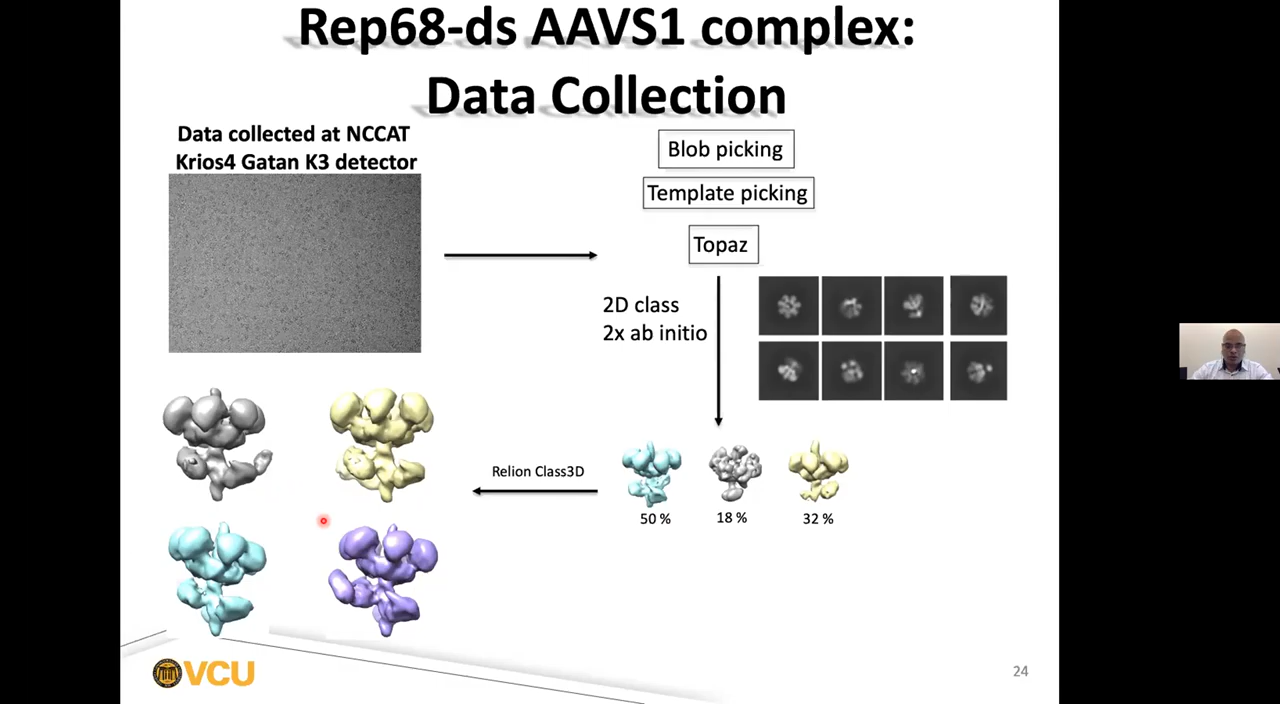 Rep68-ds AAVS1 complex:
Data Collection
Data collected at NCCAT
Krios4 Gatan K3 detector
Blob picking
Template picking
Topaz
2D class
2x ab initio
Relion Class3D
50 %
18 %
32 %
VCU
24